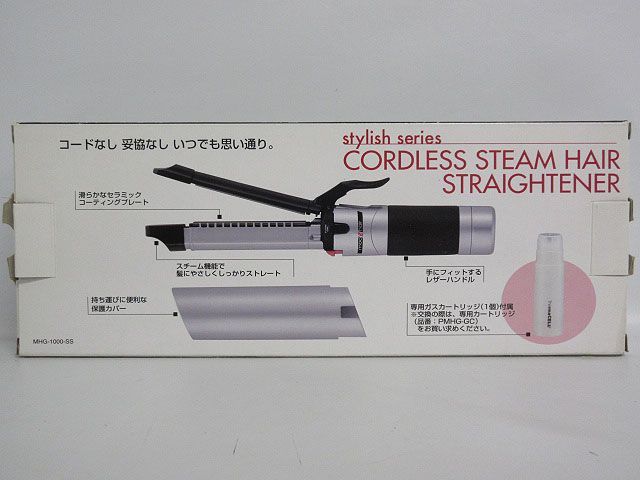 コードなし 妥協なし いつでも思い通り。
stylish series
CORDLESS STEAM HAIR
STRAIGHTENER
滑らかなセラミック
コーティングプレート
スチーム機能で
髪にやさしくしっかりストレート
手にフィットする
レザーハンドル
持ち運びに便利な
保護カバー
専用ガスカートリッジ(1個)付属
※交換の際は、専用カートリッジ
(品番：PMHG-GC)
をお買い求めください。
MHG-1000-SS